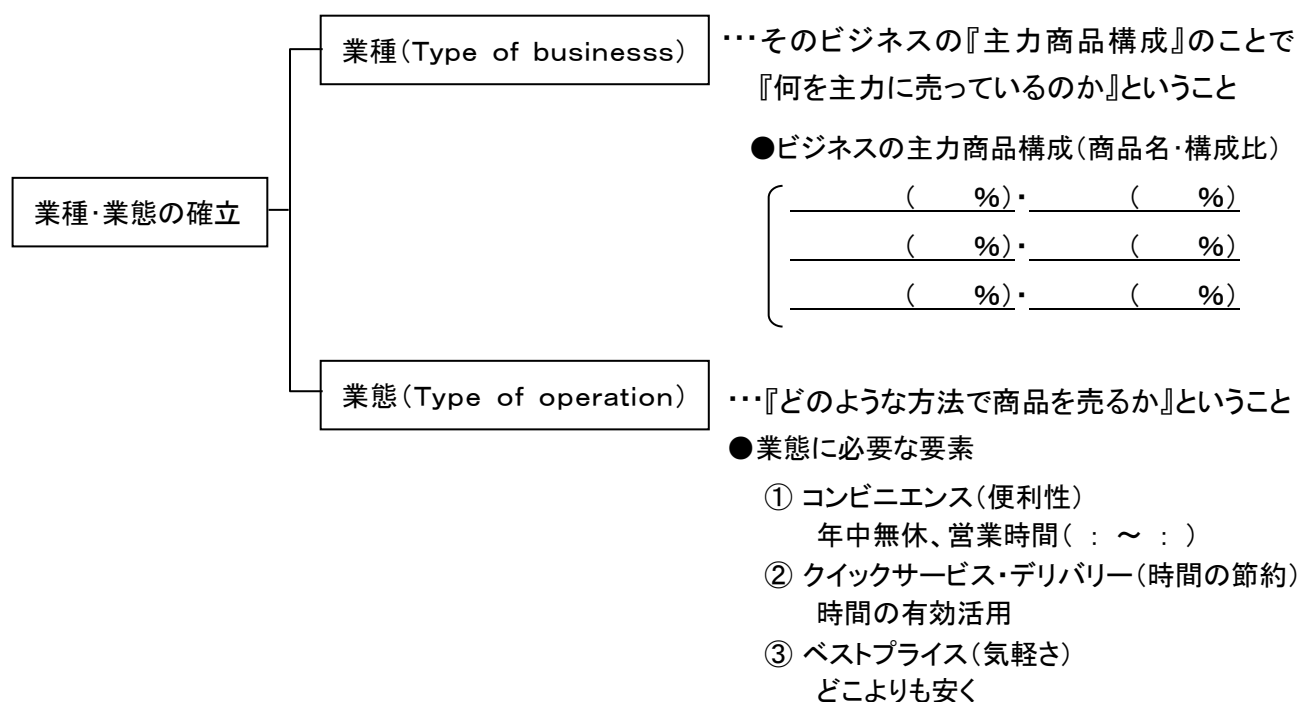 業種(Type of businesss)
・・・そのビジネスの『主力商品構成』のことで
『何を主力に売っているのか』ということ
●ビジネスの主力商品構成(商品名・構成比)
( %)・ ( %)
( %)・ ( %)
( %)・ ( %)
業種・業態の確立
業態(Type of operation)
・・・『どのような方法で商品を売るか』ということ
●業態に必要な要素
① コンビニエンス(便利性)
年中無休、営業時間( : ~ : )
② クイックサービス・デリバリー(時間の節約)
時間の有効活用
③ ベストプライス(気軽さ)
どこよりも安く